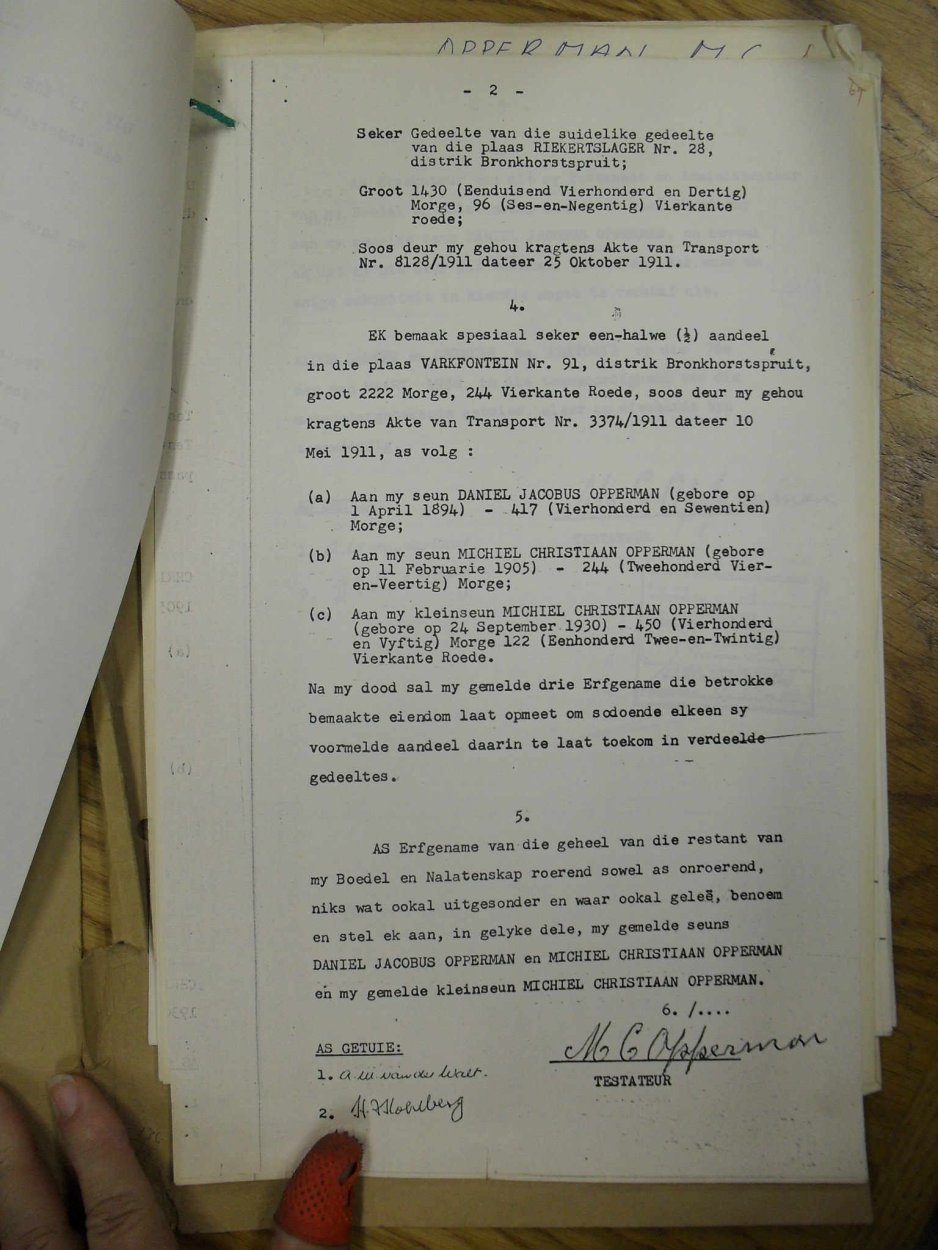 OPPERMAN M C
67
- 2 -
Seker Gedeelte van die suidelike gedeelte
van die plaas RIEKERTSLAGER Nr. 28,
distrik Bronkhorstspruit;
Groot 1430 (Eenduisend Vierhonderd en Dertig)
Morge, 96 (Ses-en-Negentig) Vierkante
roede;
Soos deur my gehou kragtens Akte van Transport
Nr. 8128/1911 dateer 25 Oktober 1911.
4.
EK bemaak spesiaal seker een-halwe (½) aandeel
in die plaas VARKFONTEIN Nr. 91, distrik Bronkhorstspruit,
groot 2222 Morge, 244 Vierkante Roede, soos deur my gehou
kragtens Akte van Transport Nr. 3374/1911 dateer 10
Mei 1911, as volg :
(a) Aan my seun DANIEL JACOBUS OPPERMAN (gebore op
1 April 1894) - 417 (Vierhonderd en Sewentien)
Morge;
(b) Aan my seun MICHIEL CHRISTIAAN OPPERMAN (gebore
op 11 Februarie 1905) - 244 (Tweehonderd Vier-
en-Veertig) Morge;
(c) Aan my kleinseun MICHIEL CHRISTIAAN OPPERMAN
(gebore op 24 September 1930) - 450 (Vierhonderd
en Vyftig) Morge 122 (Eenhonderd Twee-en-Twintig)
Vierkante Roede.
Na my dood sal my gemelde drie Erfgename die betrokke
bemaakte eiendom laat opmeet om sodoende elkeen sy
voormelde aandeel daarin te laat toekom in verdeelde
gedeeltes.
5.
AS Erfgename van die geheel van die restant van
my Boedel en Nalatenskap roerend sowel as onroerend,
niks wat ookal uitgesonder en waar ookal geleë, benoem
en stel ek aan, in gelyke dele, my gemelde seuns
DANIEL JACOBUS OPPERMAN en MICHIEL CHRISTIAAN OPPERMAN
en my gemelde kleinseun MICHIEL CHRISTIAAN OPPERMAN.
6. /....
AS GETUIE:
M C Opperman
1. A M van der Walt.
TESTATEUR
2. H. F Kohlberg